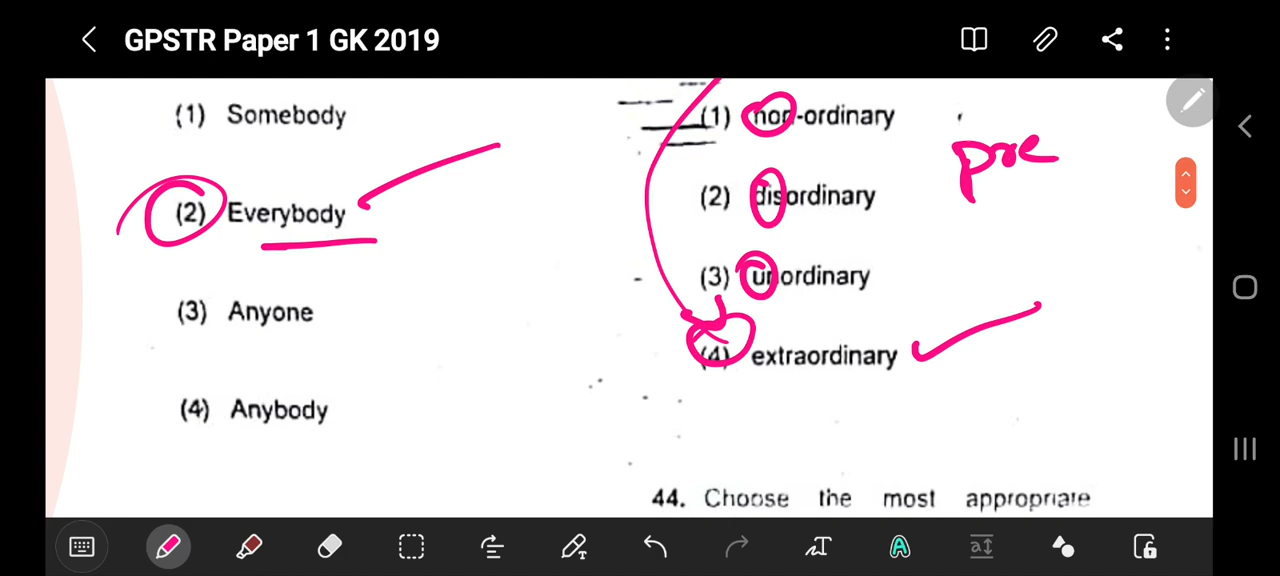 GPSTR Paper 1 GK 2019
(1) Somebody
(2) Everybody
(3) Anyone
(4) Anybody
(1) non-ordinary
(2) disordinary
(3) unordinary
(4) extraordinary
pre
44. Choose the most appropriate